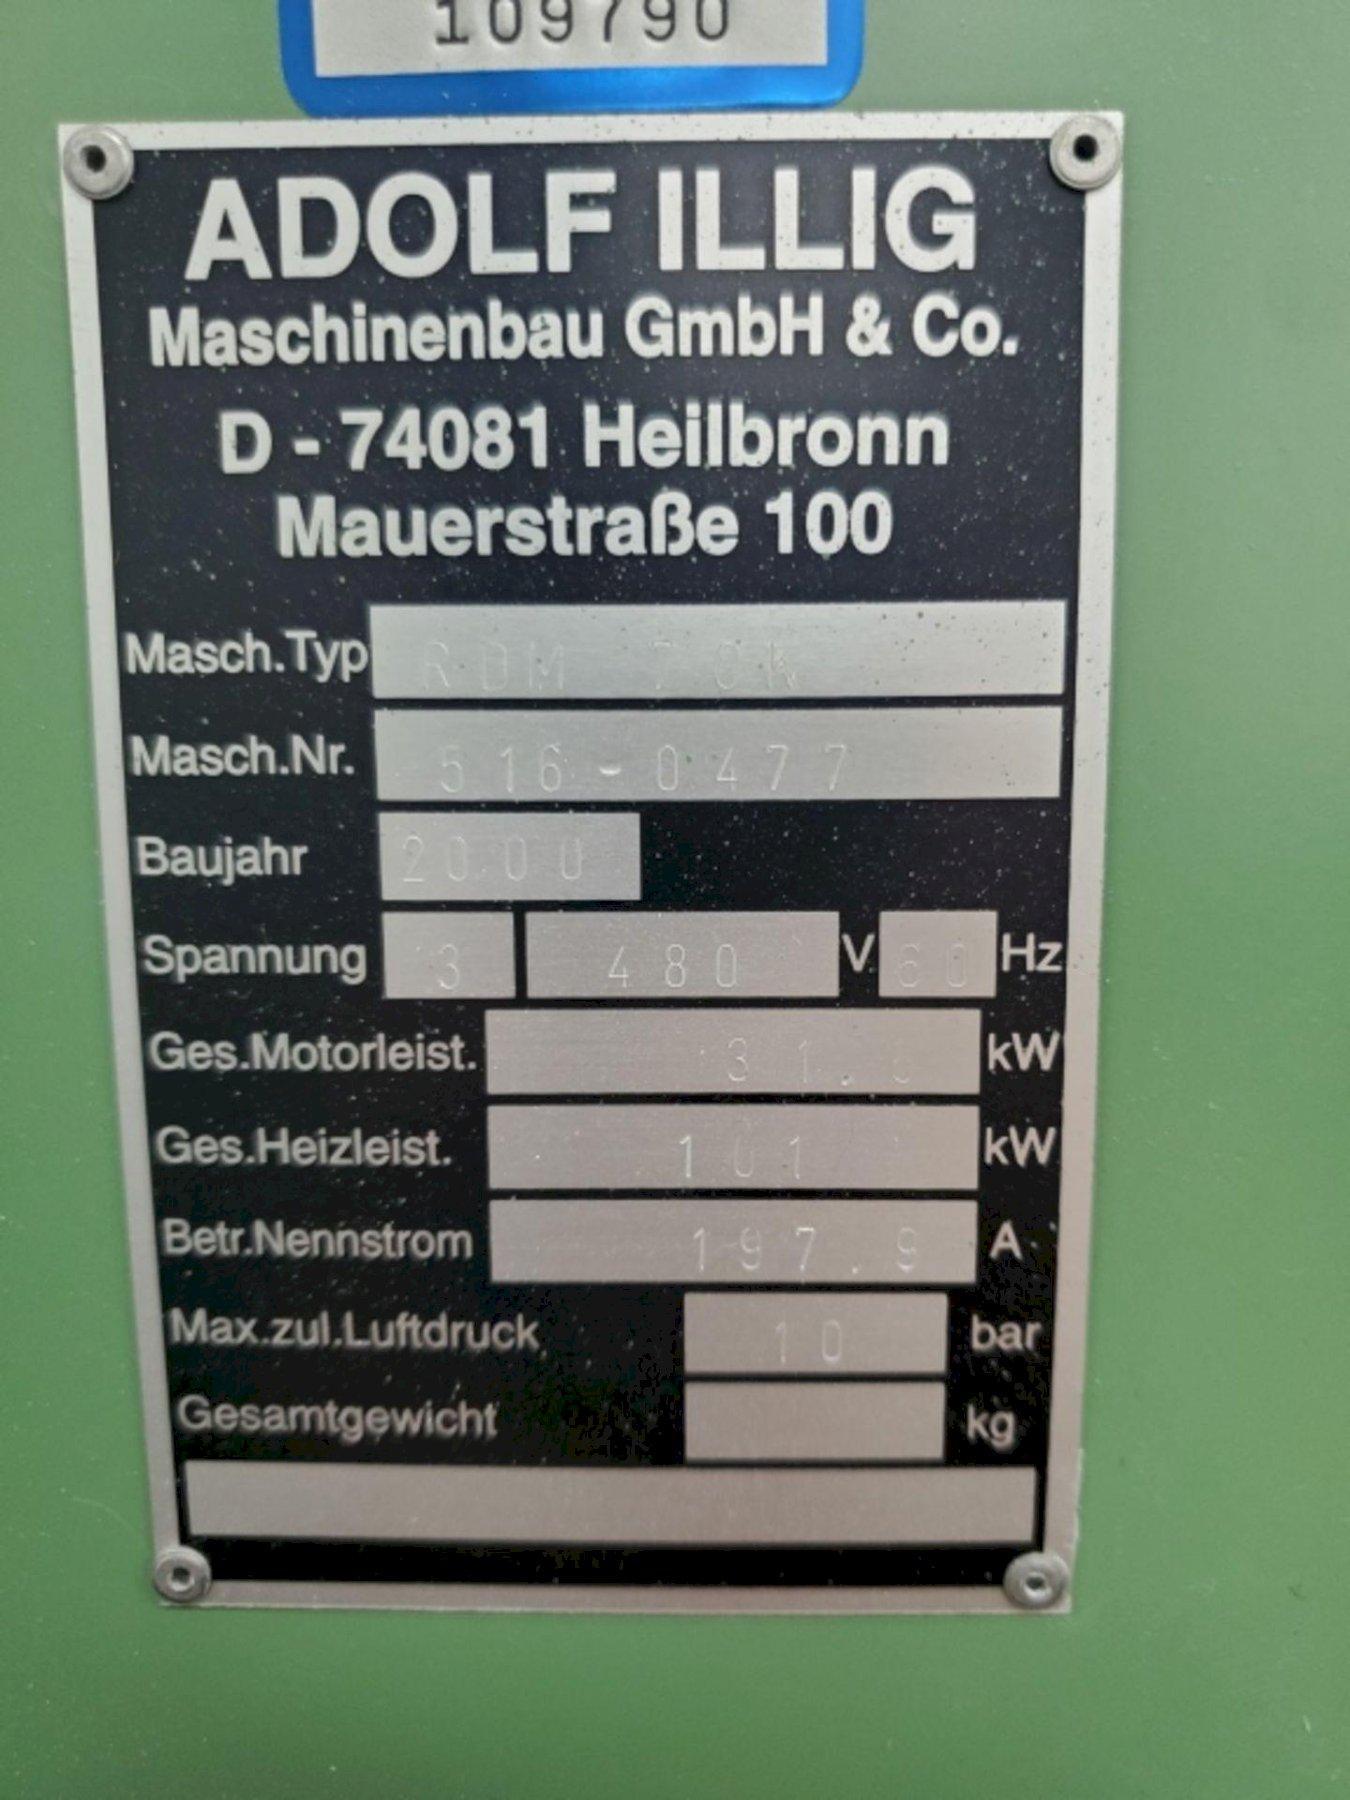 109790
ADOLF ILLIG
Maschinenbau GmbH & Co.
D - 74081 Heilbronn
Mauerstraße 100
Masch.Typ RDM 70K
Masch.Nr. 516-0477
Baujahr 2000
Spannung 3 480 V 60 Hz
Ges.Motorleist. kW
Ges.Heizleist. 101 kW
Betr.Nennstrom 197.9 A
Max.zul.Luftdruck 10 bar
Gesamtgewicht kg